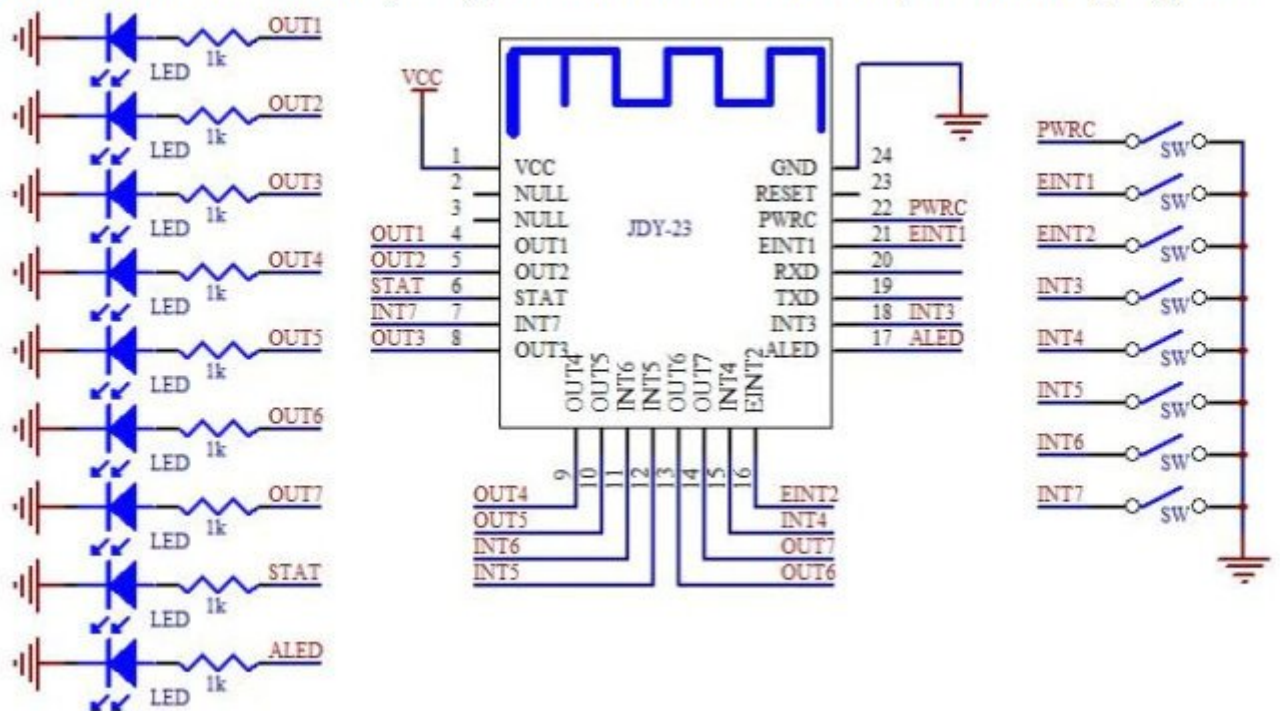 OUT1
LED
1k
OUT2
LED
1k
OUT3
LED
1k
OUT4
LED
1k
OUT5
LED
1k
OUT6
LED
1k
OUT7
LED
1k
STAT
LED
1k
ALED
LED
1k
VCC
JDY-23
1 VCC
2 NULL
3 NULL
OUT1 4 OUT1
OUT2 5 OUT2
STAT 6 STAT
INT7 7 INT7
OUT3 8 OUT3
GND 24
RESET 23
PWRC 22 PWRC
EINT1 21 EINT1
RXD 20
TXD 19
INT3 18 INT3
ALED 17 ALED
OUT4
OUT5
INT6
INT5
OUT6
OUT7
INT4
EINT2
9
10
11
12
13
14
15
16
OUT4
OUT5
INT6
INT5
EINT2
INT4
OUT7
OUT6
PWRC SW
EINT1 SW
EINT2 SW
INT3 SW
INT4 SW
INT5 SW
INT6 SW
INT7 SW